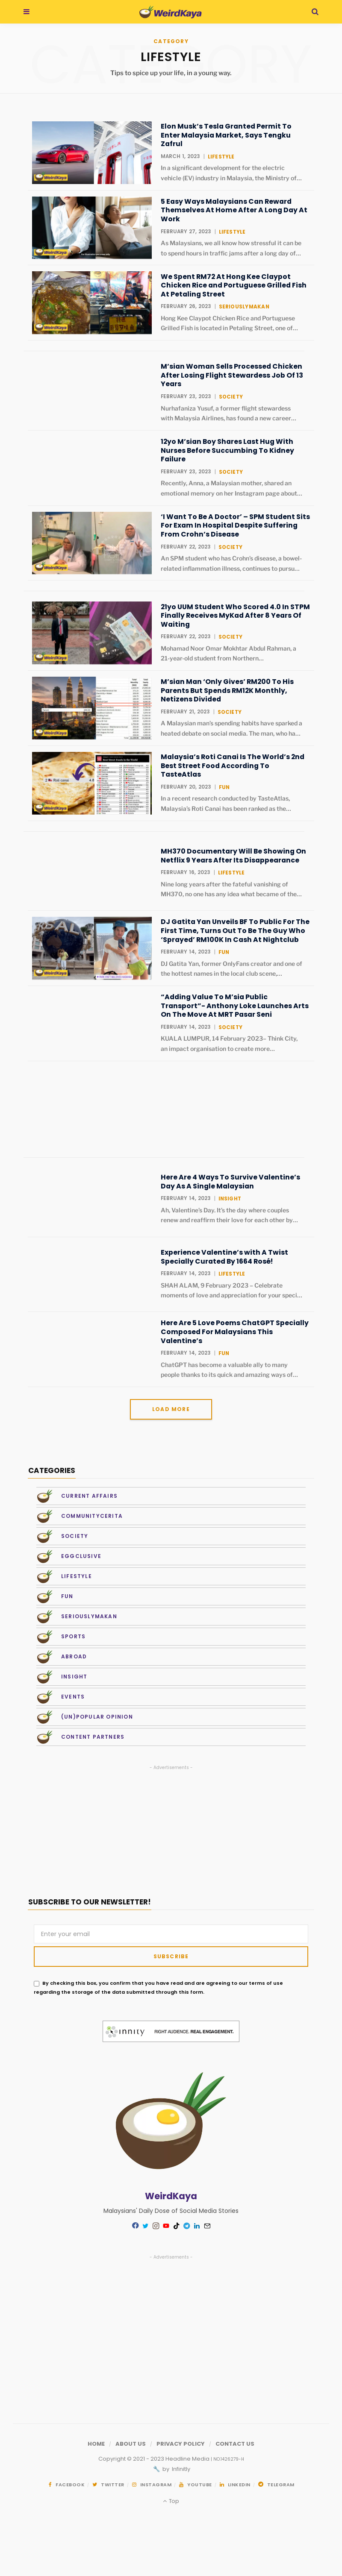 WeirdKaya
CATEGORY
LIFESTYLE
Tips to spice up your life, in a young way.
Elon Musk's Tesla Granted Permit To
Enter Malaysia Market, Says Tengku
Zafrul
MARCH 1, 2023 | LIFESTYLE
In a significant development for the electric
vehicle (EV) industry in Malaysia, the Ministry of...
5 Easy Ways Malaysians Can Reward
Themselves At Home After A Long Day At
Work
FEBRUARY 27, 2023 | LIFESTYLE
As Malaysians, we all know how stressful it can be
to spend hours in traffic jams after a long day of...
We Spent RM72 At Hong Kee Claypot
Chicken Rice and Portuguese Grilled Fish
At Petaling Street
FEBRUARY 26, 2023 | SERIOUSLYMAKAN
Hong Kee Claypot Chicken Rice and Portuguese
Grilled Fish is located in Petaling Street, one of...
M'sian Woman Sells Processed Chicken
After Losing Flight Stewardess Job Of 13
Years
FEBRUARY 23, 2023 | SOCIETY
Nurhafaniza Yusuf, a former flight stewardess
with Malaysia Airlines, has found a new career...
12yo M'sian Boy Shares Last Hug With
Nurses Before Succumbing To Kidney
Failure
FEBRUARY 23, 2023 | SOCIETY
Recently, Anna, a Malaysian mother, shared an
emotional memory on her Instagram page about...
'I Want To Be A Doctor' – SPM Student Sits
For Exam In Hospital Despite Suffering
From Crohn's Disease
FEBRUARY 22, 2023 | SOCIETY
An SPM student who has Crohn's disease, a bowel-
related inflammation illness, continues to pursu...
21yo UUM Student Who Scored 4.0 In STPM
Finally Receives MyKad After 8 Years Of
Waiting
FEBRUARY 22, 2023 | SOCIETY
Mohamad Noor Omar Mokhtar Abdul Rahman, a
21-year-old student from Northern...
M'sian Man 'Only Gives' RM200 To His
Parents But Spends RM12K Monthly,
Netizens Divided
FEBRUARY 21, 2023 | SOCIETY
A Malaysian man's spending habits have sparked a
heated debate on social media. The man, who ha...
Malaysia's Roti Canai Is The World's 2nd
Best Street Food According To
TasteAtlas
FEBRUARY 20, 2023 | FUN
In a recent research conducted by TasteAtlas,
Malaysia's Roti Canai has been ranked as the...
MH370 Documentary Will Be Showing On
Netflix 9 Years After Its Disappearance
FEBRUARY 16, 2023 | LIFESTYLE
Nine long years after the fateful vanishing of
MH370, no one has any idea what became of the...
DJ Gatita Yan Unveils BF To Public For The
First Time, Turns Out To Be The Guy Who
'Sprayed' RM100K In Cash At Nightclub
FEBRUARY 14, 2023 | FUN
DJ Gatita Yan, former OnlyFans creator and one of
the hottest names in the local club scene,...
"Adding Value To M'sia Public
Transport"- Anthony Loke Launches Arts
On The Move At MRT Pasar Seni
FEBRUARY 14, 2023 | SOCIETY
KUALA LUMPUR, 14 February 2023– Think City,
an impact organisation to create more...
Here Are 4 Ways To Survive Valentine's
Day As A Single Malaysian
FEBRUARY 14, 2023 | INSIGHT
Ah, Valentine's Day. It's the day where couples
renew and reaffirm their love for each other by...
Experience Valentine's with A Twist
Specially Curated By 1664 Rosé!
FEBRUARY 14, 2023 | LIFESTYLE
SHAH ALAM, 9 February 2023 – Celebrate
moments of love and appreciation for your speci...
Here Are 5 Love Poems ChatGPT Specially
Composed For Malaysians This
Valentine's
FEBRUARY 14, 2023 | FUN
ChatGPT has become a valuable ally to many
people thanks to its quick and amazing ways of...
LOAD MORE
CATEGORIES
CURRENT AFFAIRS
COMMUNITYCERITA
SOCIETY
EGGCLUSIVE
LIFESTYLE
FUN
SERIOUSLYMAKAN
SPORTS
ABROAD
INSIGHT
EVENTS
(UN)POPULAR OPINION
CONTENT PARTNERS
- Advertisements -
SUBSCRIBE TO OUR NEWSLETTER!
Enter your email
SUBSCRIBE
By checking this box, you confirm that you have read and are agreeing to our terms of use
regarding the storage of the data submitted through this form.
innity RIGHT AUDIENCE. REAL ENGAGEMENT.
WeirdKaya
Malaysians' Daily Dose of Social Media Stories
- Advertisements -
HOME | ABOUT US | PRIVACY POLICY | CONTACT US
Copyright © 2021 - 2023 Headline Media
by Infinitly
FACEBOOK / TWITTER / INSTAGRAM / YOUTUBE / LINKEDIN / TELEGRAM
Top